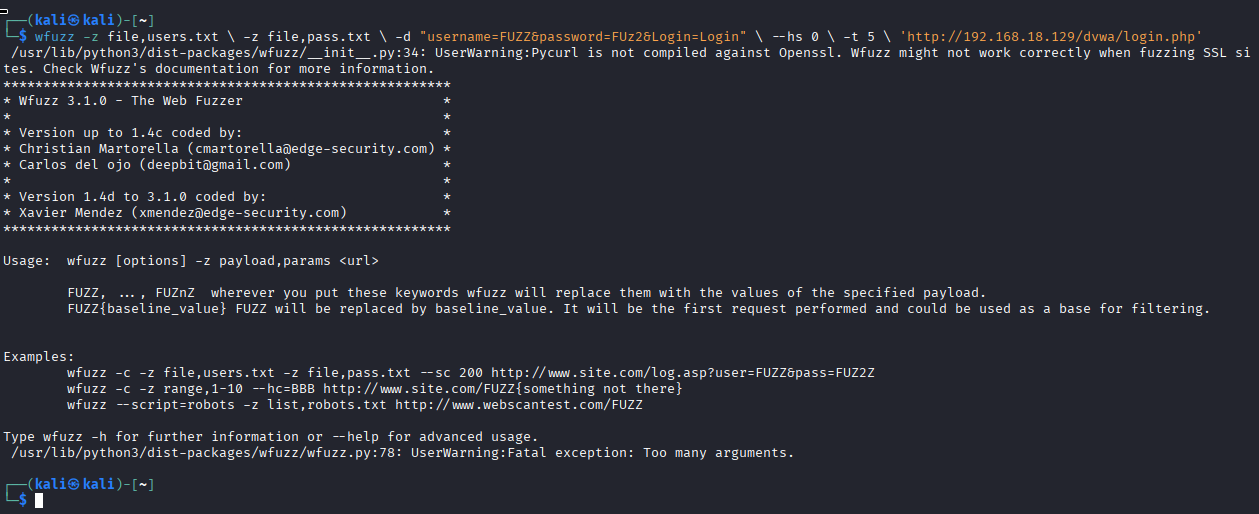 ┌──(kali㉿kali)-[~]
└─$ wfuzz -z file,users.txt \ -z file,pass.txt \ -d "username=FUZZ&password=FUz2&Login=Login" \ --hs 0 \ -t 5 \ 'http://192.168.18.129/dvwa/login.php'
 /usr/lib/python3/dist-packages/wfuzz/__init__.py:34: UserWarning:Pycurl is not compiled against Openssl. Wfuzz might not work correctly when fuzzing SSL si
tes. Check Wfuzz's documentation for more information.
********************************************************
* Wfuzz 3.1.0 - The Web Fuzzer                         *
*                                                      *
* Version up to 1.4c coded by:                         *
* Christian Martorella (cmartorella@edge-security.com) *
* Carlos del ojo (deepbit@gmail.com)                   *
*                                                      *
* Version 1.4d to 3.1.0 coded by:                      *
* Xavier Mendez (xmendez@edge-security.com)            *
********************************************************
Usage:  wfuzz [options] -z payload,params <url>
        FUZZ, ..., FUZnZ  wherever you put these keywords wfuzz will replace them with the values of the specified payload.
        FUZZ{baseline_value} FUZZ will be replaced by baseline_value. It will be the first request performed and could be used as a base for filtering.
Examples:
        wfuzz -c -z file,users.txt -z file,pass.txt --sc 200 http://www.site.com/log.asp?user=FUZZ&pass=FUZ2Z
        wfuzz -c -z range,1-10 --hc=BBB http://www.site.com/FUZZ{something not there}
        wfuzz --script=robots -z list,robots.txt http://www.webscantest.com/FUZZ
Type wfuzz -h for further information or --help for advanced usage.
 /usr/lib/python3/dist-packages/wfuzz/wfuzz.py:78: UserWarning:Fatal exception: Too many arguments.
┌──(kali㉿kali)-[~]
└─$